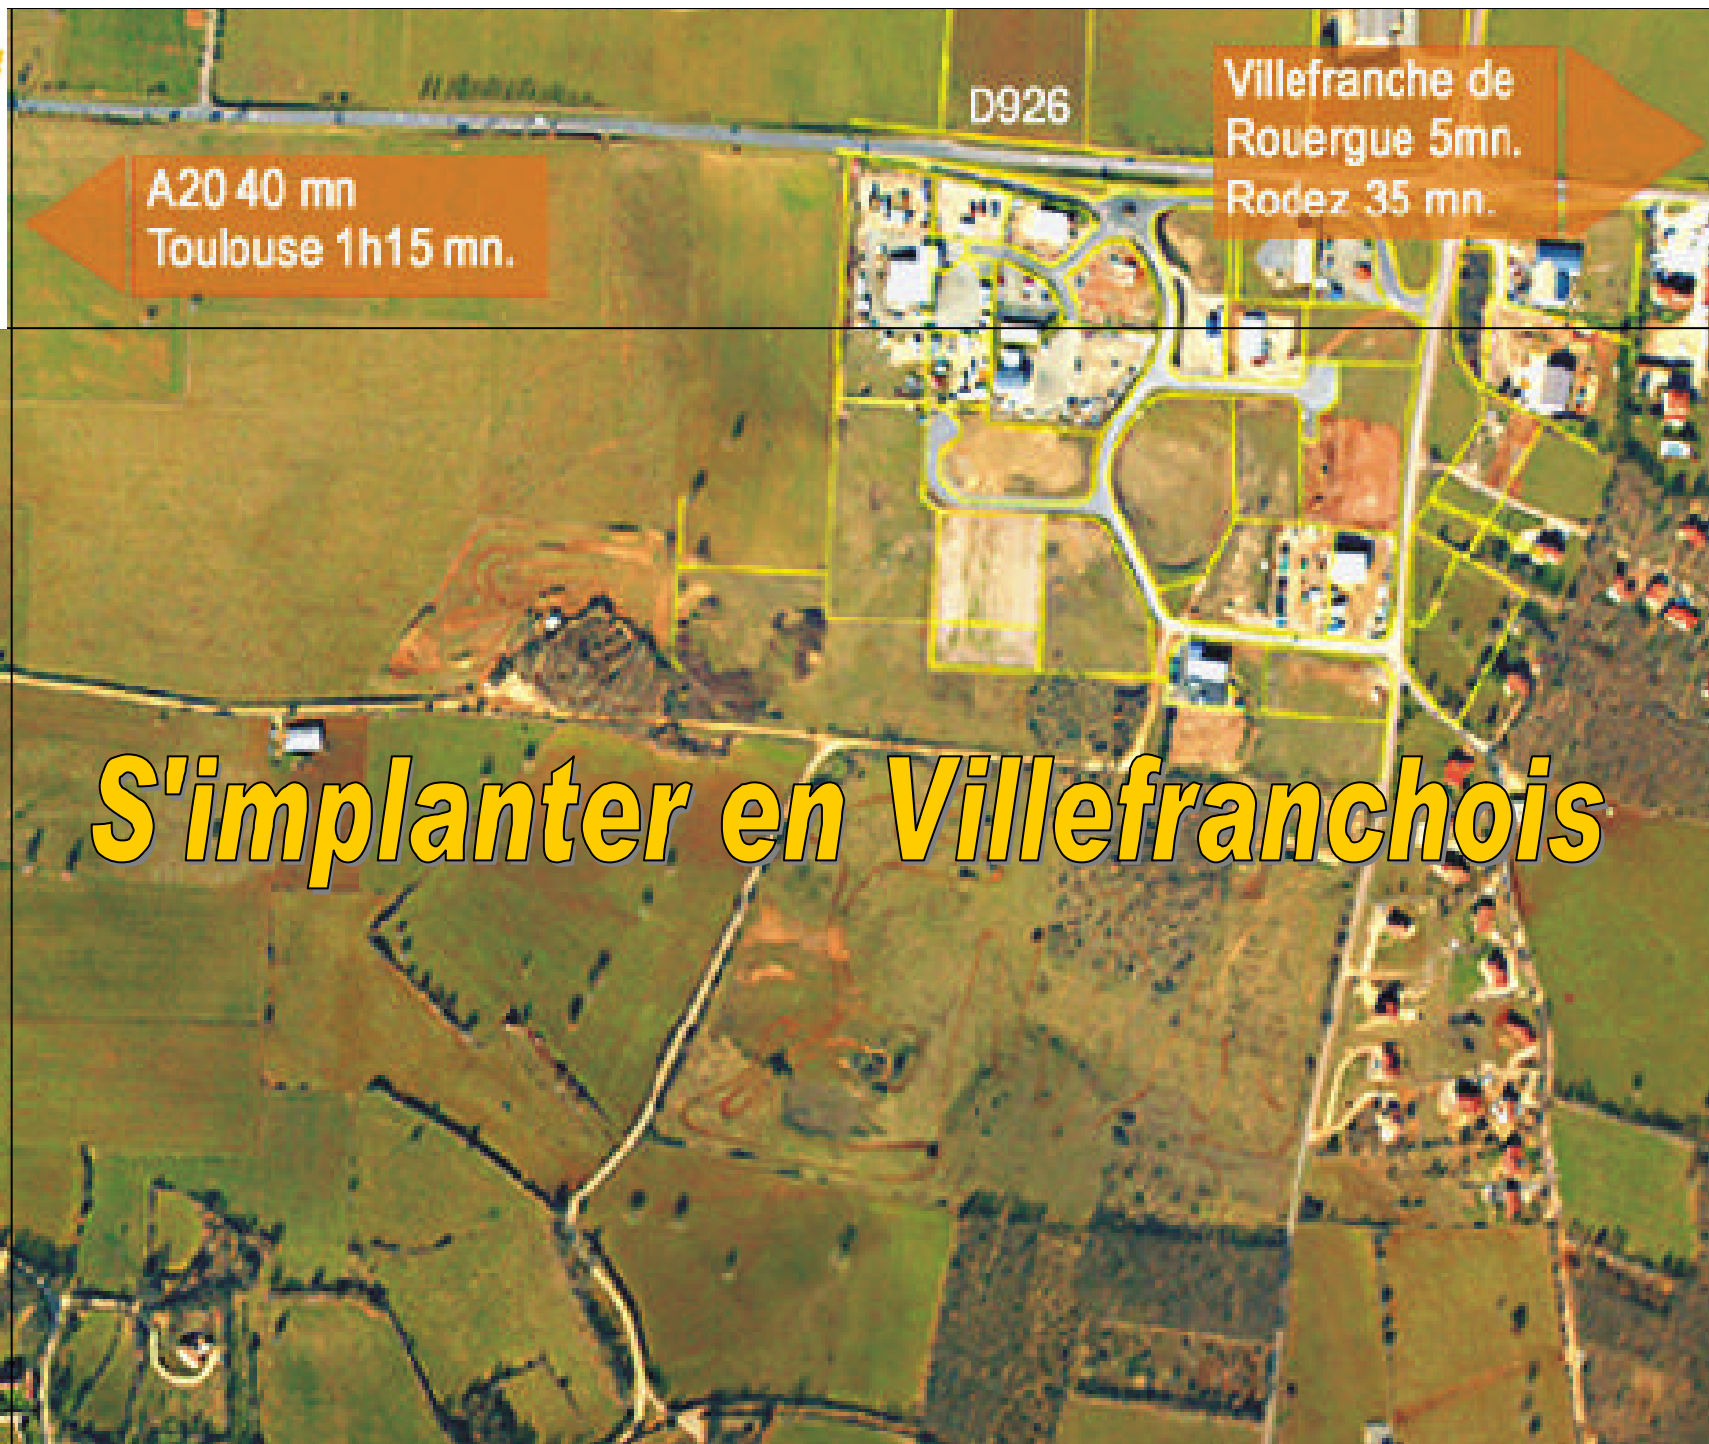 D926
Villefranche de
Rouergue 5mn.
Rodez 35 mn.
A20 40 mn
Toulouse 1h15 mn.
S'implanter en Villefranchois